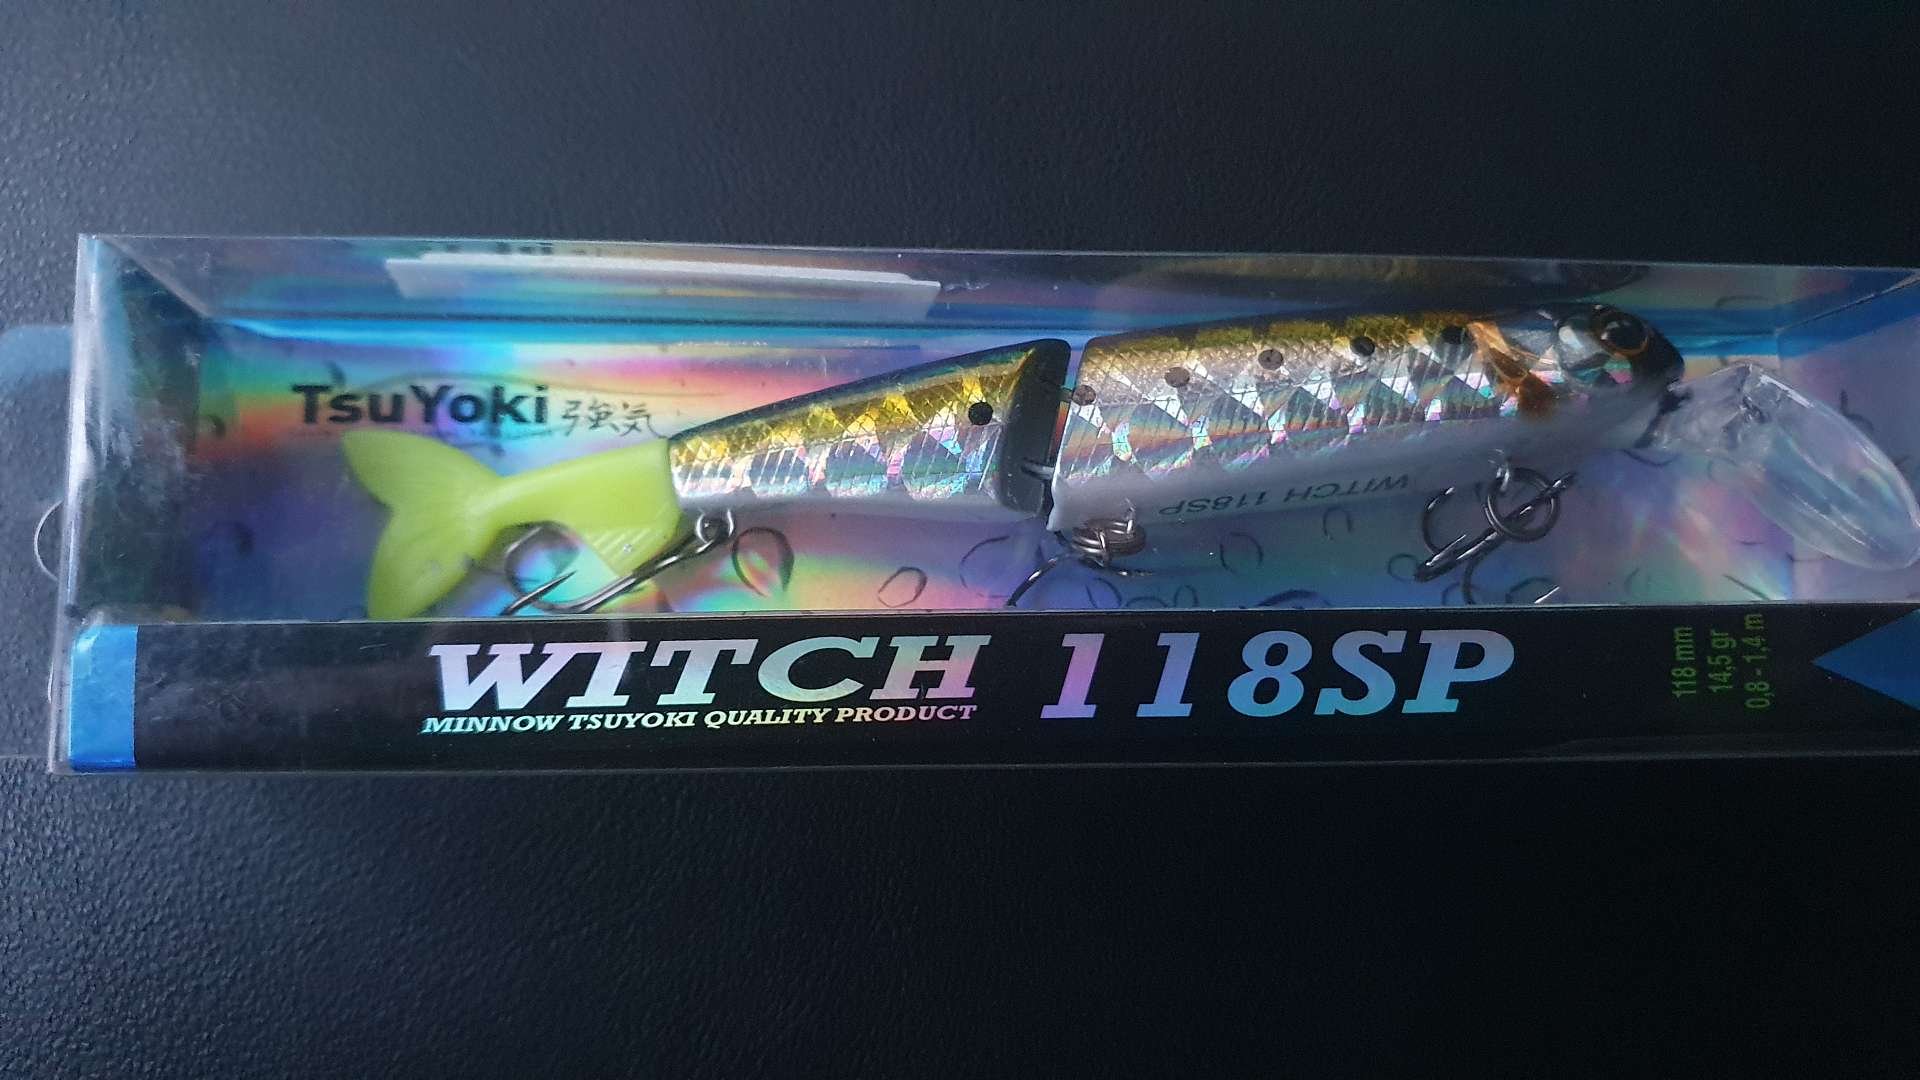 TsuYoki 強気
WITCH 118SP
WITCH 118SP
MINNOW TSUYOKI QUALITY PRODUCT
118 mm
14,5 gr
0,8 - 1,4 m